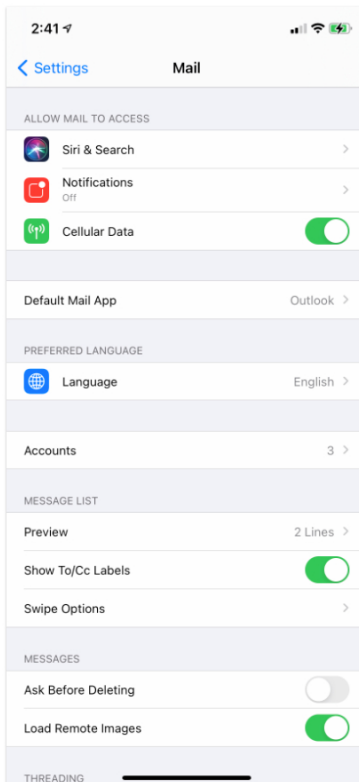 2:41
Settings
Mail
ALLOW MAIL TO ACCESS
Siri & Search
Notifications
Off
Cellular Data
Default Mail App Outlook
PREFERRED LANGUAGE
Language English
Accounts 3
MESSAGE LIST
Preview 2 Lines
Show To/Cc Labels
Swipe Options
MESSAGES
Ask Before Deleting
Load Remote Images
THREADING